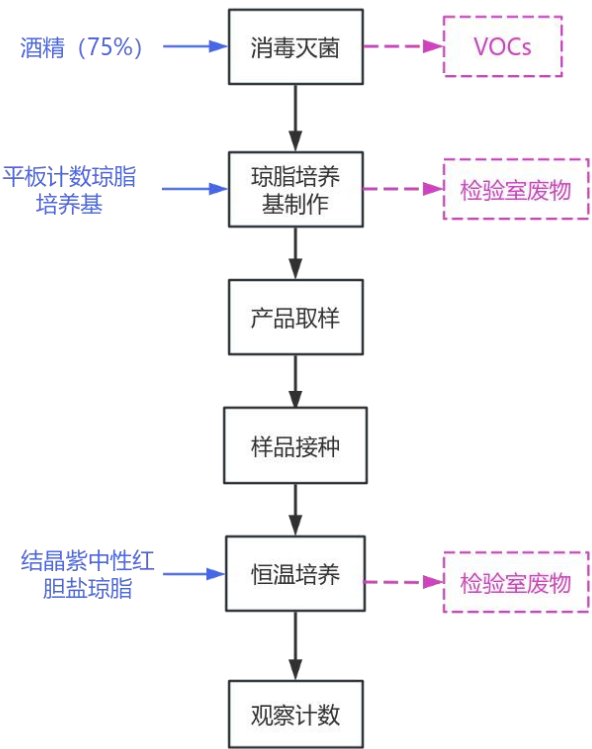 酒精（75%）
消毒灭菌
VOCs
平板计数琼脂
培养基
琼脂培养
基制作
检验室废物
产品取样
样品接种
结晶紫中性红
胆盐琼脂
恒温培养
检验室废物
观察计数